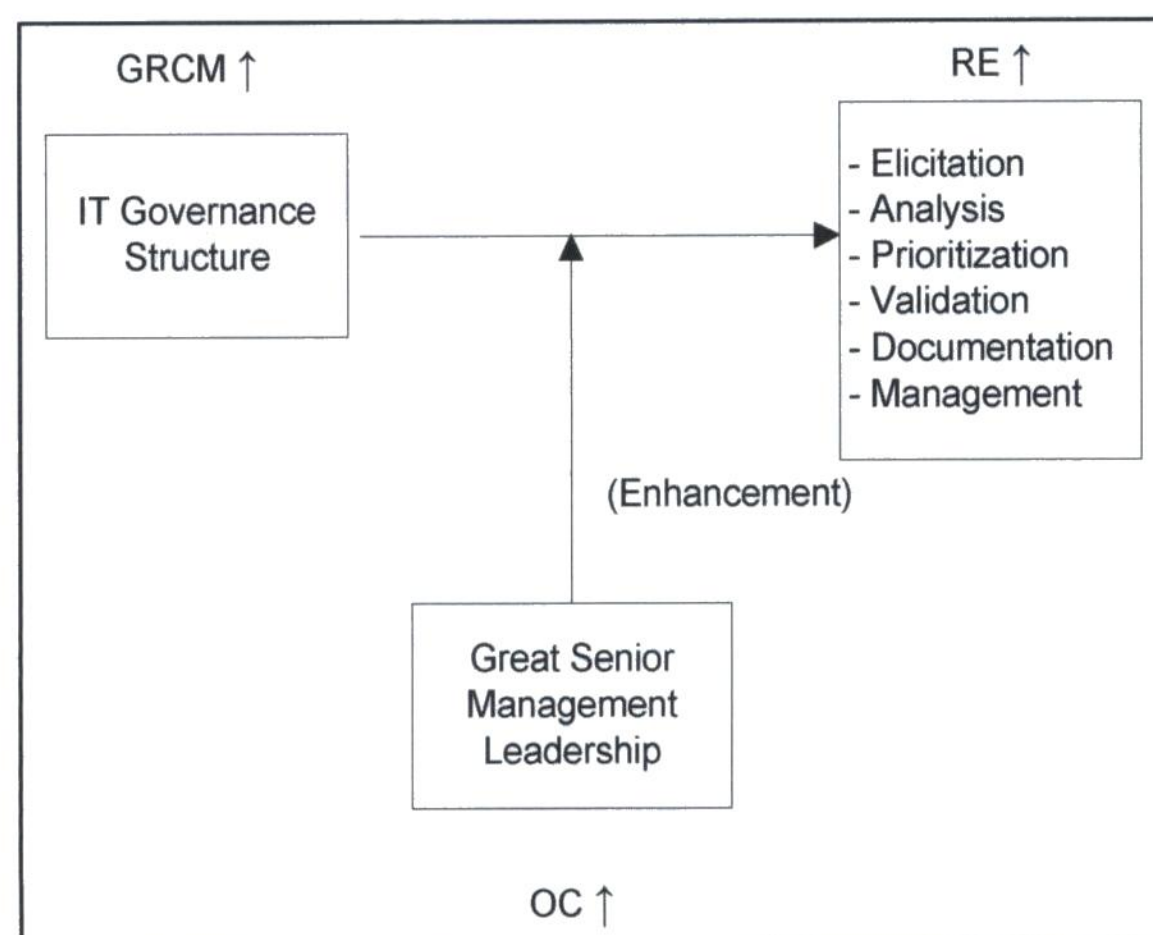 GRCM ↑
RE ↑
IT Governance
Structure
- Elicitation
- Analysis
- Prioritization
- Validation
- Documentation
- Management
(Enhancement)
Great Senior
Management
Leadership
OC ↑